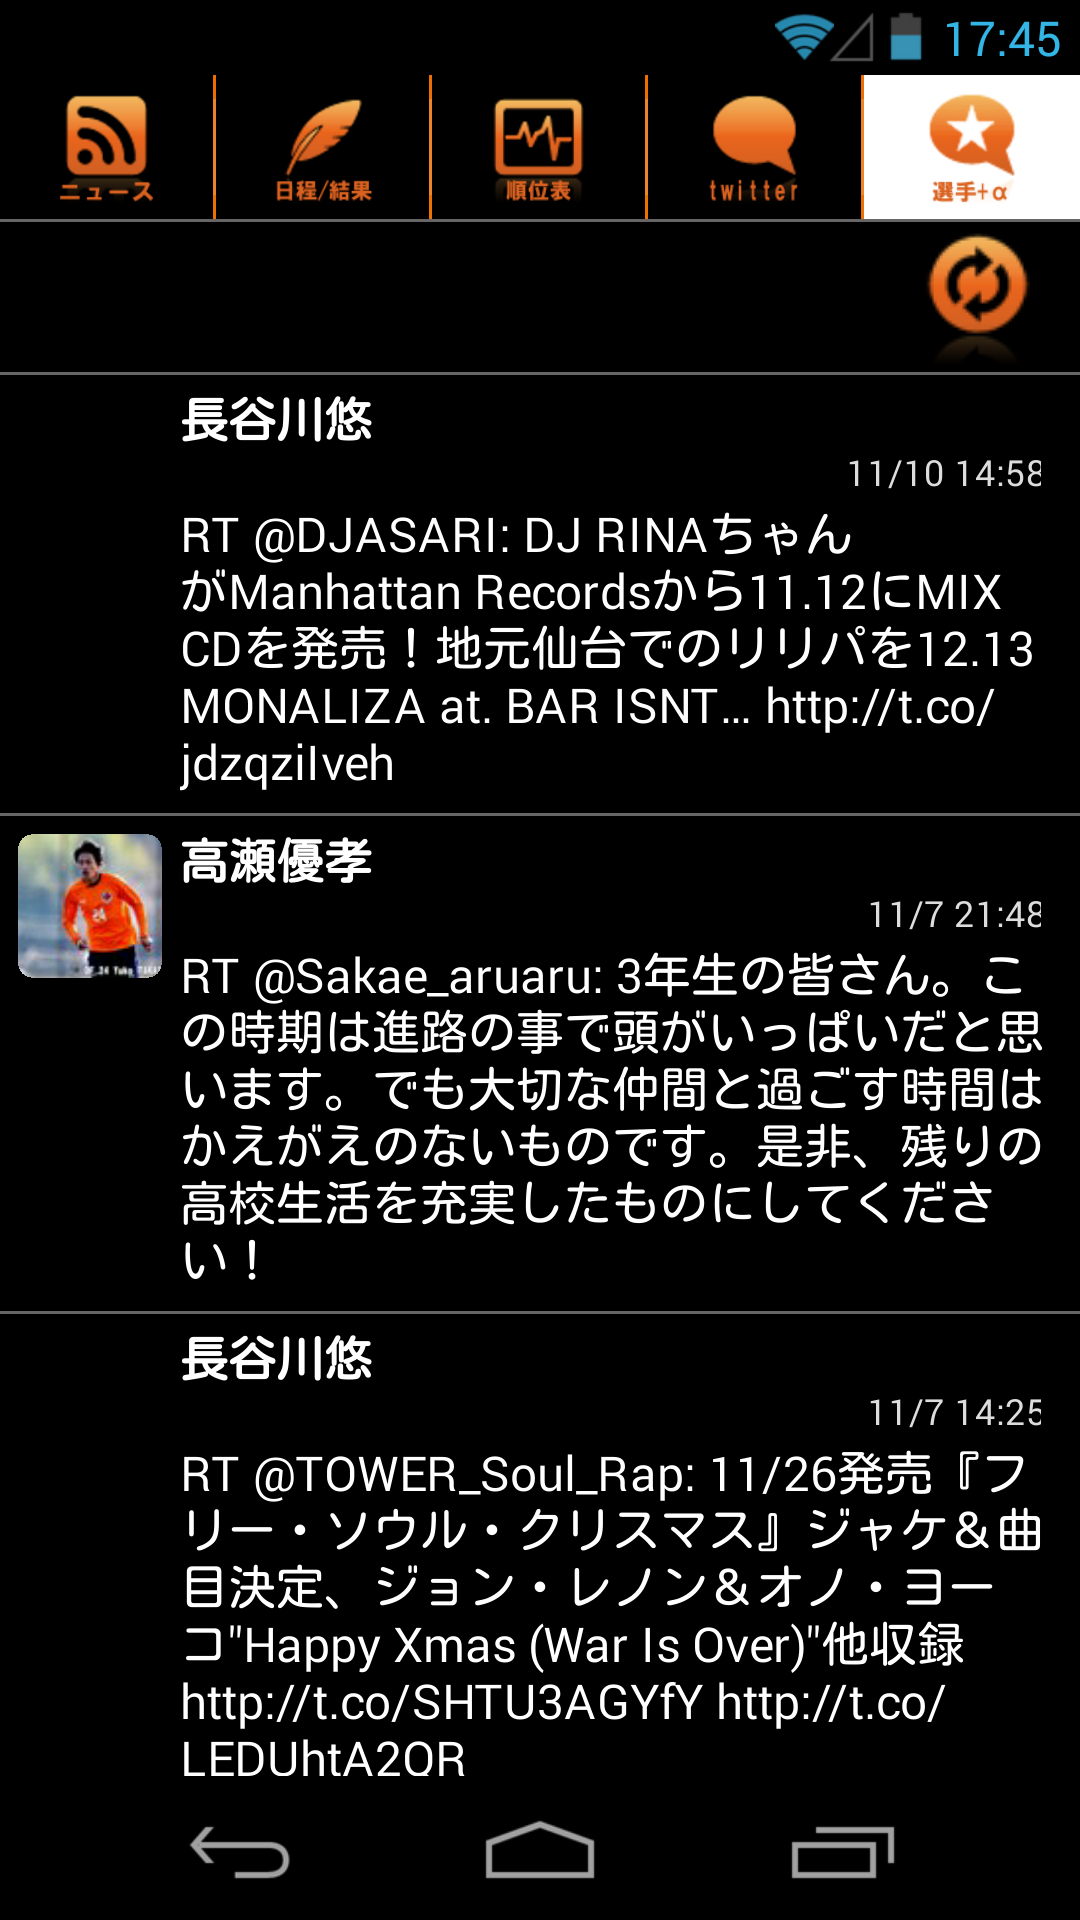 17:45
ニュース
日程/結果
順位表
twitter
選手+α
長谷川悠
11/10 14:58
RT @DJASARI: DJ RINAちゃん
がManhattan Recordsから11.12にMIX
CDを発売！地元仙台でのリリパを12.13
MONALIZA at. BAR ISNT… http://t.co/
jdzqziIveh
高瀬優孝
11/7 21:48
RT @Sakae_aruaru: 3年生の皆さん。こ
の時期は進路の事で頭がいっぱいだと思
います。でも大切な仲間と過ごす時間は
かえがえのないものです。是非、残りの
高校生活を充実したものにしてくださ
い！
長谷川悠
11/7 14:25
RT @TOWER_Soul_Rap: 11/26発売『フ
リー・ソウル・クリスマス』ジャケ＆曲
目決定、ジョン・レノン＆オノ・ヨー
コ"Happy Xmas (War Is Over)"他収録
http://t.co/SHTU3AGYfY http://t.co/
LEDUhtA2QR